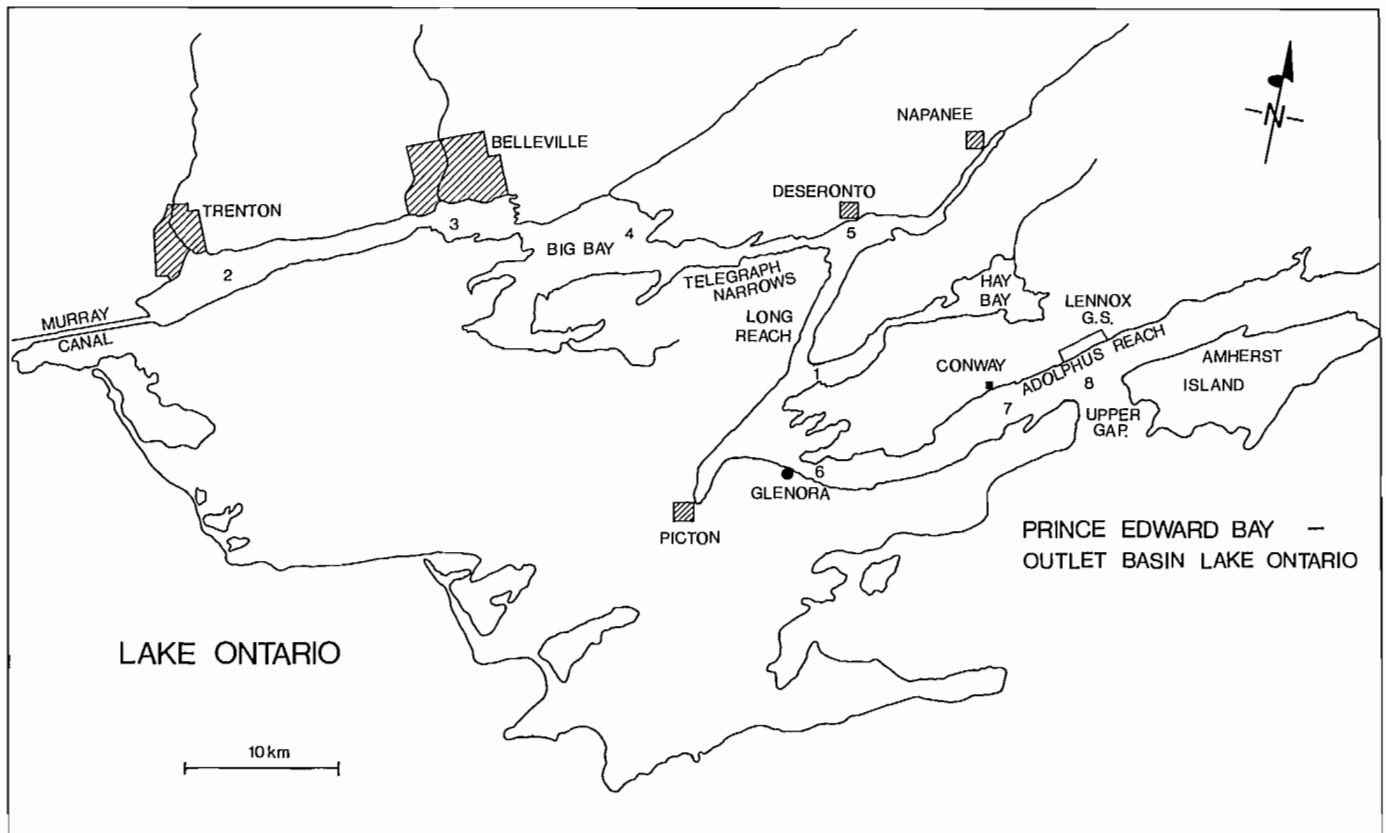 NAPANEE
N
BELLEVILLE
DESERONTO
TRENTON
3
4
5
BIG BAY
2
TELEGRAPH
NARROWS
HAY
BAY
LENNOX
G.S.
MURRAY
CANAL
LONG
REACH
ADOLPHUS REACH
AMHERST
ISLAND
CONWAY
1
8
7
UPPER
GAP.
6
GLENORA
PICTON
PRINCE EDWARD BAY –
OUTLET BASIN LAKE ONTARIO
LAKE ONTARIO
10 km